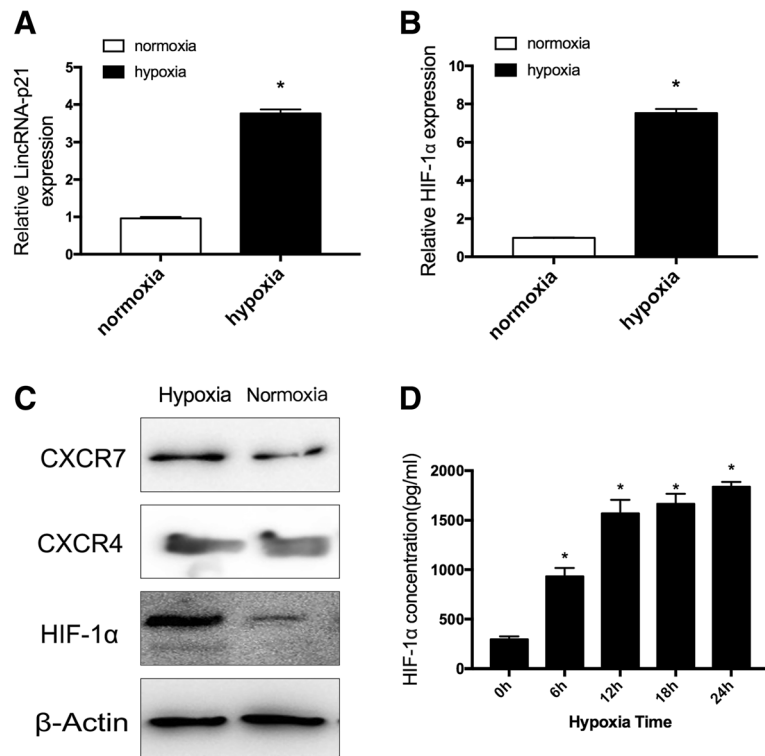 A
normoxia
hypoxia
Relative LincRNA-p21
expression
5
4
3
2
1
0
*
normoxia
hypoxia
B
normoxia
hypoxia
Relative HIF-1α expression
10
8
6
4
2
0
*
normoxia
hypoxia
C
Hypoxia Normoxia
CXCR7
CXCR4
HIF-1α
β-Actin
D
HIF-1α concentration(pg/ml)
2000
1500
1000
500
0
*
*
*
*
0h
6h
12h
18h
24h
Hypoxia Time